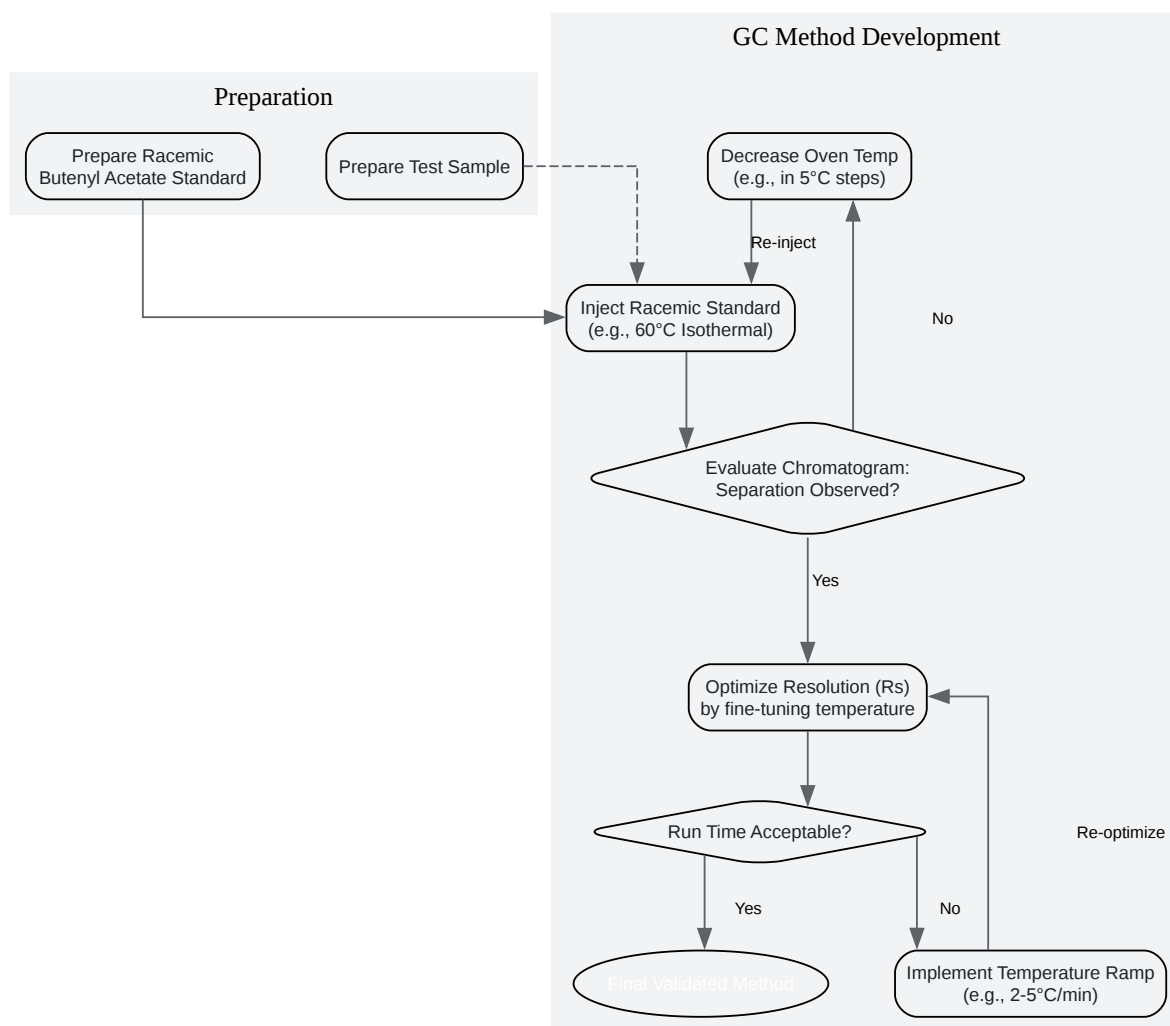 GC Method Development
Preparation
Prepare Racemic
Butenyl Acetate Standard
Prepare Test Sample
Decrease Oven Temp
(e.g., in 5°C steps)
Re-inject
Inject Racemic Standard
(e.g., 60°C Isothermal)
No
Evaluate Chromatogram:
Separation Observed?
Yes
Optimize Resolution (Rs)
by fine-tuning temperature
Run Time Acceptable?
Re-optimize
Yes
No
Final Validated Method
Implement Temperature Ramp
(e.g., 2-5°C/min)